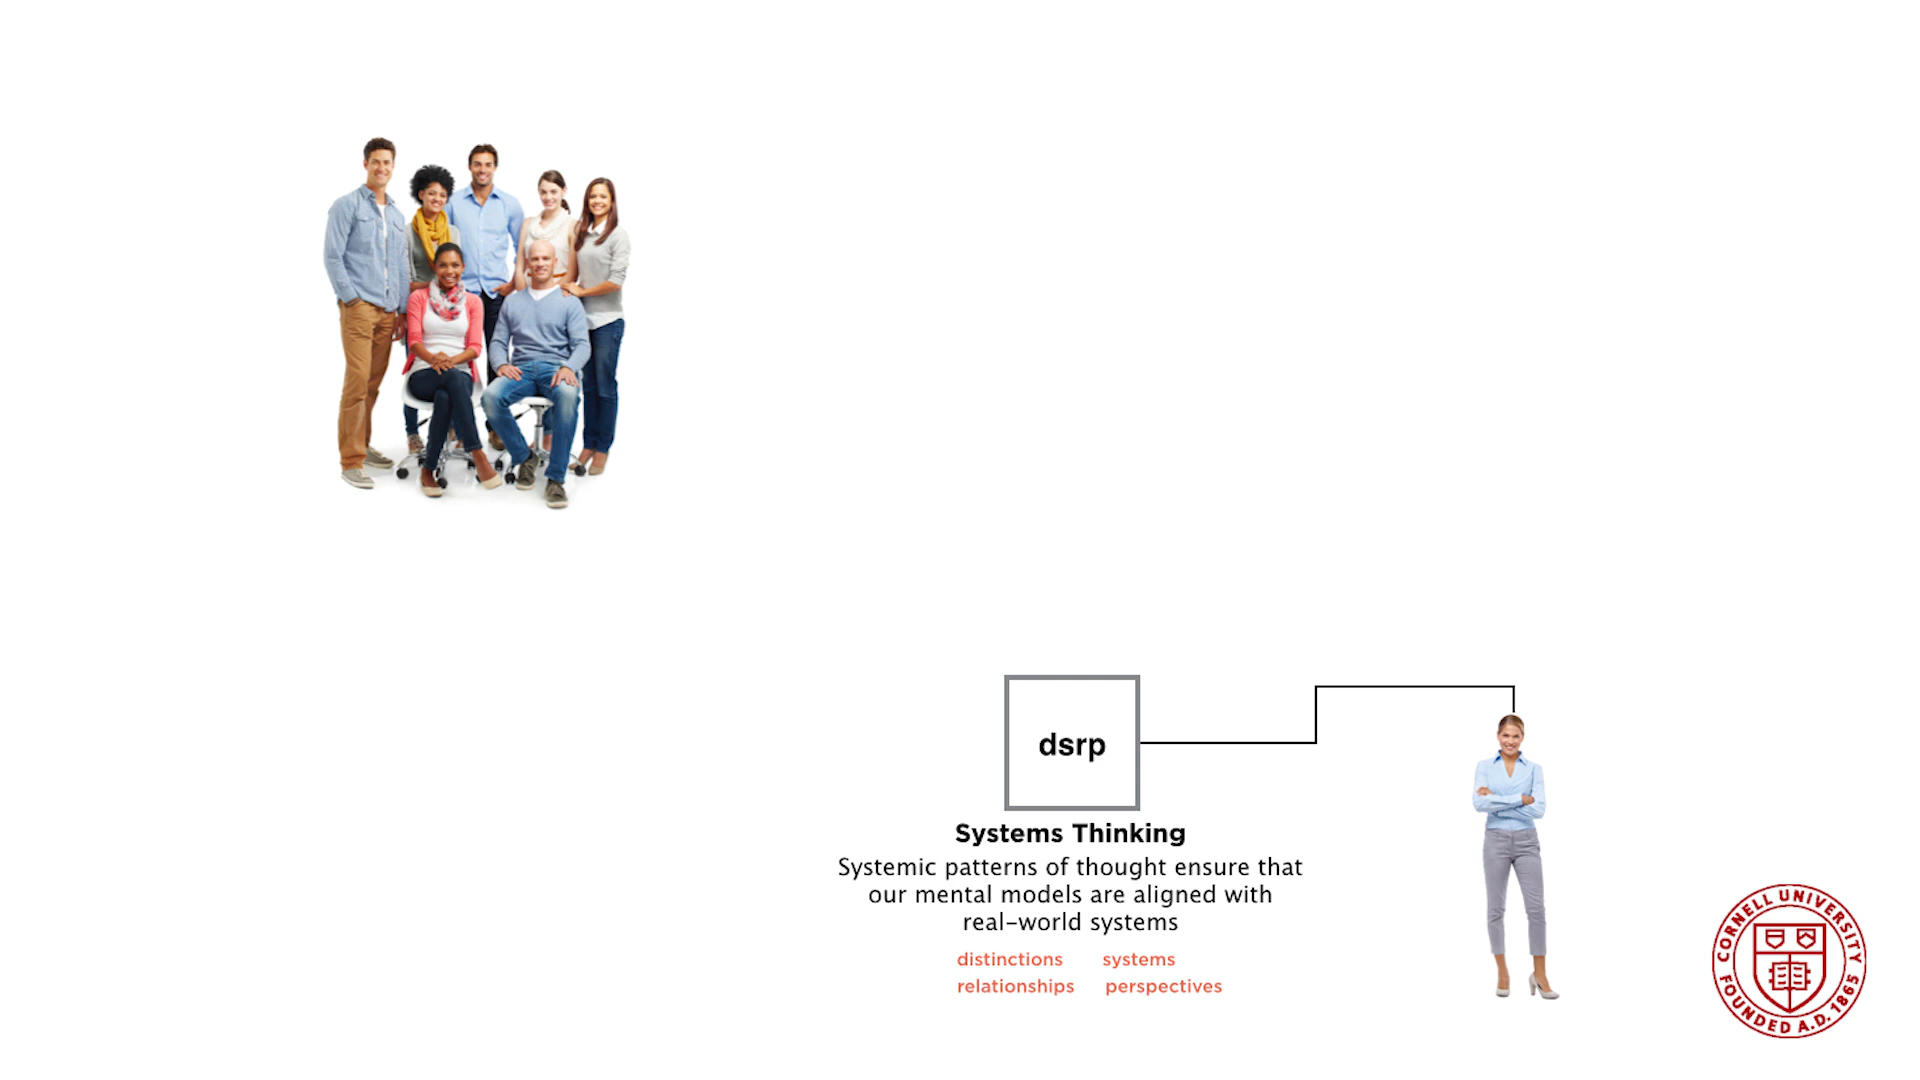 dsrp
Systems Thinking
Systemic patterns of thought ensure that
our mental models are aligned with
real-world systems
distinctions systems
relationships perspectives
CORNELL UNIVERSITY
FOUNDED A.D. 1865